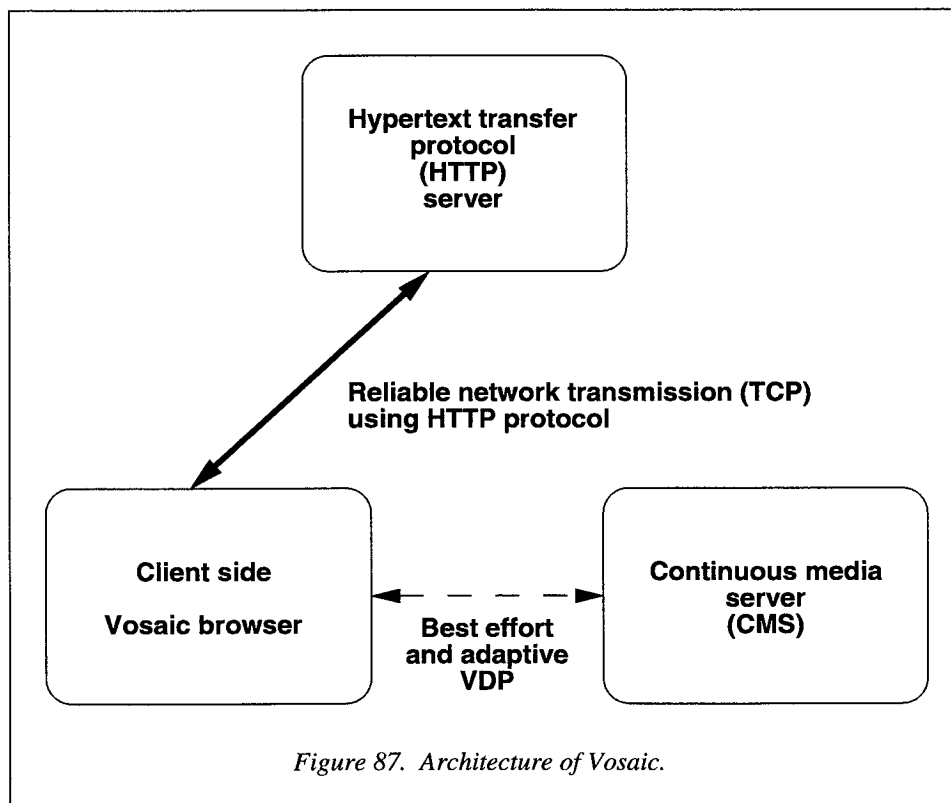 Hypertext transfer
protocol
(HTTP)
server
Reliable network transmission (TCP)
using HTTP protocol
Client side
Vosaic browser
Best effort
and adaptive
VDP
Continuous media
server
(CMS)
Figure 87. Architecture of Vosaic.